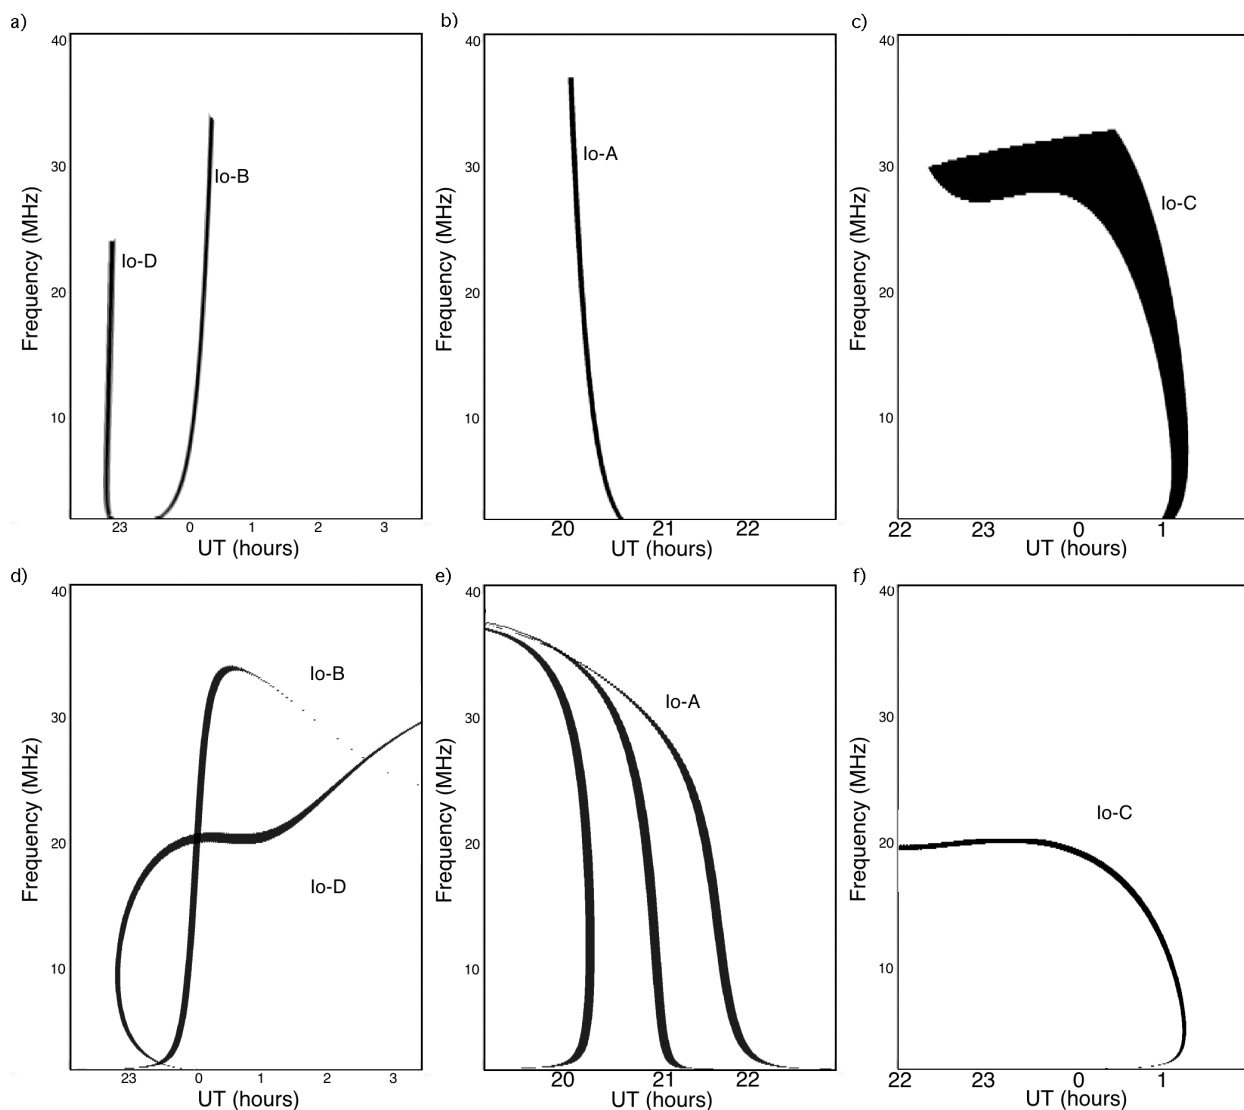 a)
40
30
20
10
Frequency (MHz)
Io-D
Io-B
23 0 1 2 3
UT (hours)
b)
40
30
20
10
Frequency (MHz)
Io-A
20 21 22
UT (hours)
c)
40
30
20
10
Frequency (MHz)
Io-C
22 23 0 1
UT (hours)
d)
40
30
20
10
Frequency (MHz)
Io-B
Io-D
23 0 1 2 3
UT (hours)
e)
40
30
20
10
Frequency (MHz)
Io-A
20 21 22
UT (hours)
f)
40
30
20
10
Frequency (MHz)
Io-C
22 23 0 1
UT (hours)